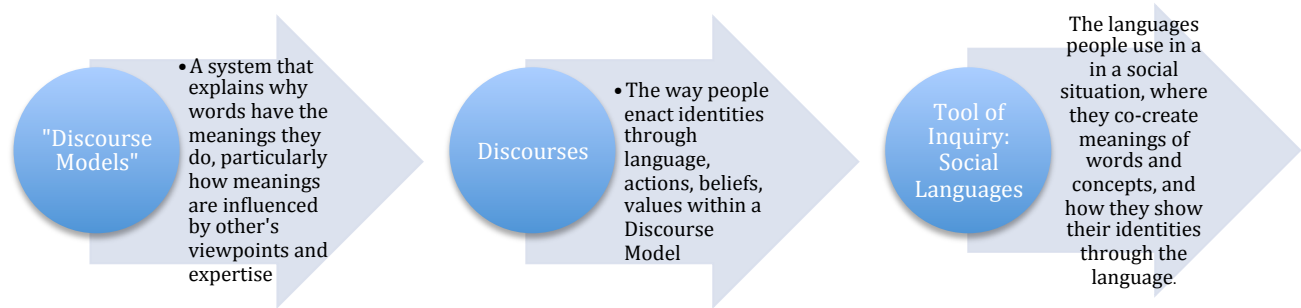 "Discourse
Models"
• A system that
explains why
words have the
meanings they
do, particularly
how meanings
are influenced
by other's
viewpoints and
expertise
Discourses
• The way people
enact identities
through
language,
actions, beliefs,
values within a
Discourse
Model
Tool of
Inquiry:
Social
Languages
The languages
people use in a
in a social
situation, where
they co-create
meanings of
words and
concepts, and
how they show
their identities
through the
language.